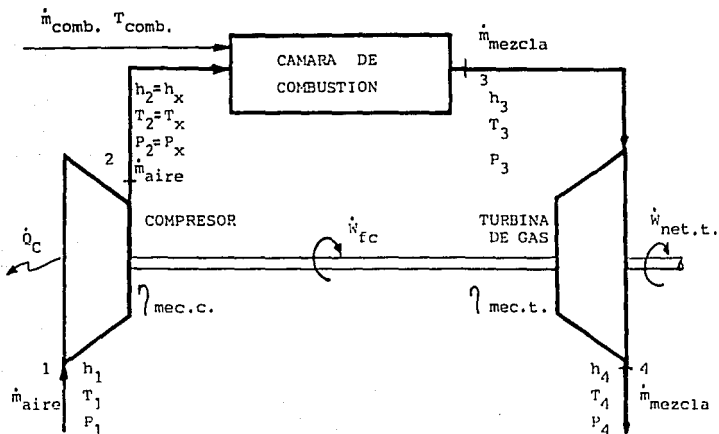 ṁcomb. Tcomb.
CAMARA DE
COMBUSTION
ṁmezcla
3
h₃
T₃
P₃
h₂=hₓ
T₂=Tₓ
P₂=Pₓ
2
ṁaire
COMPRESOR
Q̇C
Ẇfc
TURBINA
DE GAS
Ẇnet.t.
ηmec.c.
ηmec.t.
1
h₁
ṁaire
T₁
P₁
h₄
4
T₄
ṁmezcla
P₄